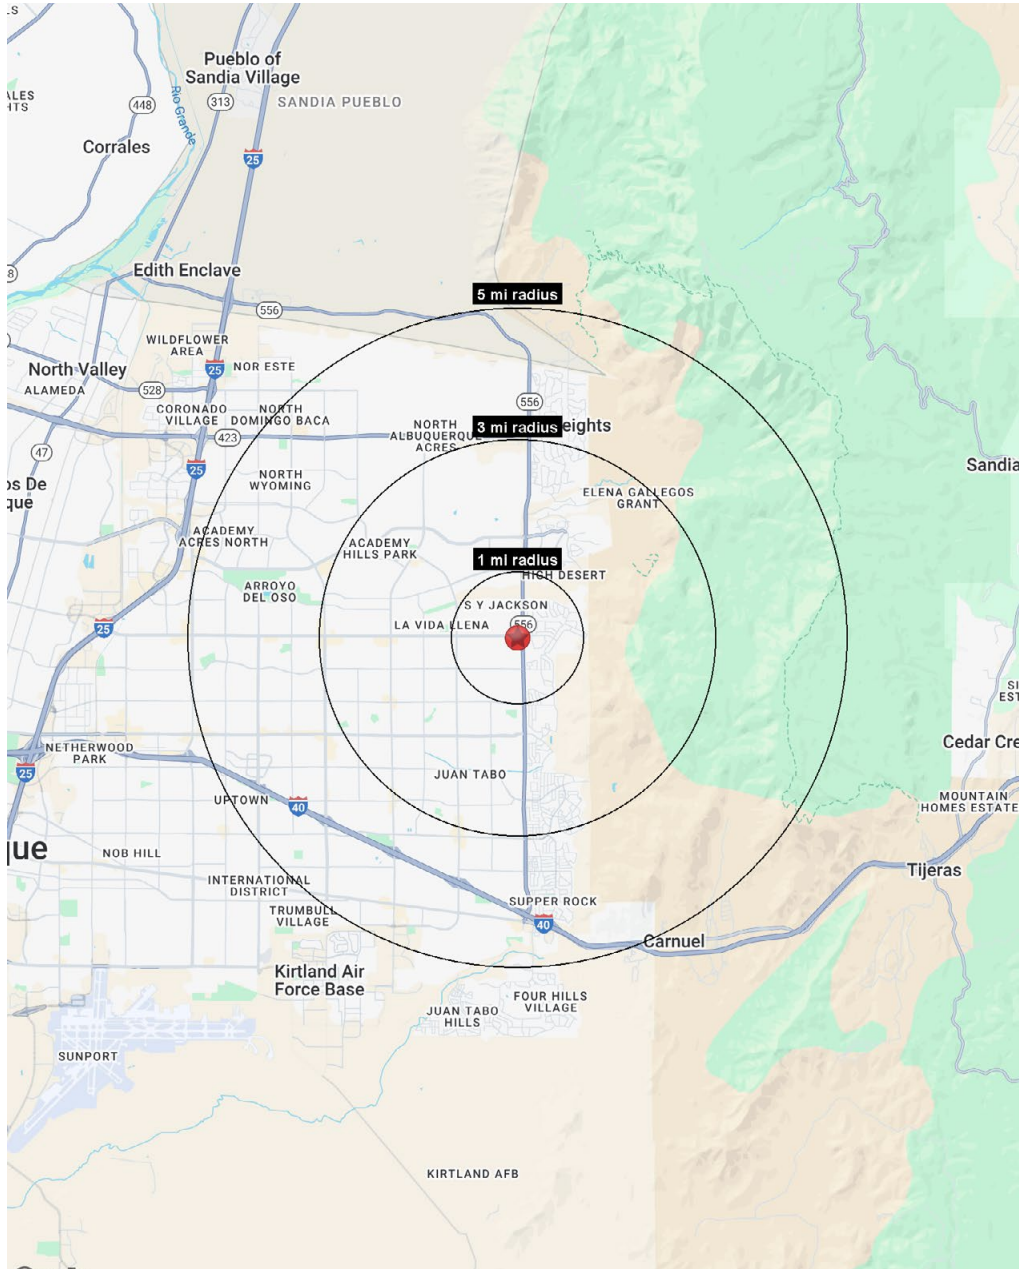 Pueblo of
Sandia Village
SANDIA PUEBLO
448
313
Rio Grande
Corrales
25
Edith Enclave
5 mi radius
556
WILDFLOWER
AREA
25
NOR ESTE
North Valley
ALAMEDA
528
556
CORONADO
VILLAGE
NORTH
DOMINGO BACA
423
NORTH
ALBUQUERQUE
ACRES
3 mi radius
eights
47
25
Sandia
os De
que
NORTH
WYOMING
ELENA GALLEGOS
GRANT
ACADEMY
ACRES NORTH
ACADEMY
HILLS PARK
1 mi radius
HIGH DESERT
ARROYO
DEL OSO
S Y JACKSON
LA VIDA LLENA
556
25
SI
EST
NETHERWOOD
PARK
25
Cedar Cre
JUAN TABO
UPTOWN
40
MOUNTAIN
HOMES ESTATE
que
NOB HILL
Tijeras
INTERNATIONAL
DISTRICT
SUPPER ROCK
TRUMBULL
VILLAGE
40
Carnuel
Kirtland Air
Force Base
FOUR HILLS
VILLAGE
JUAN TABO
HILLS
SUNPORT
KIRTLAND AFB